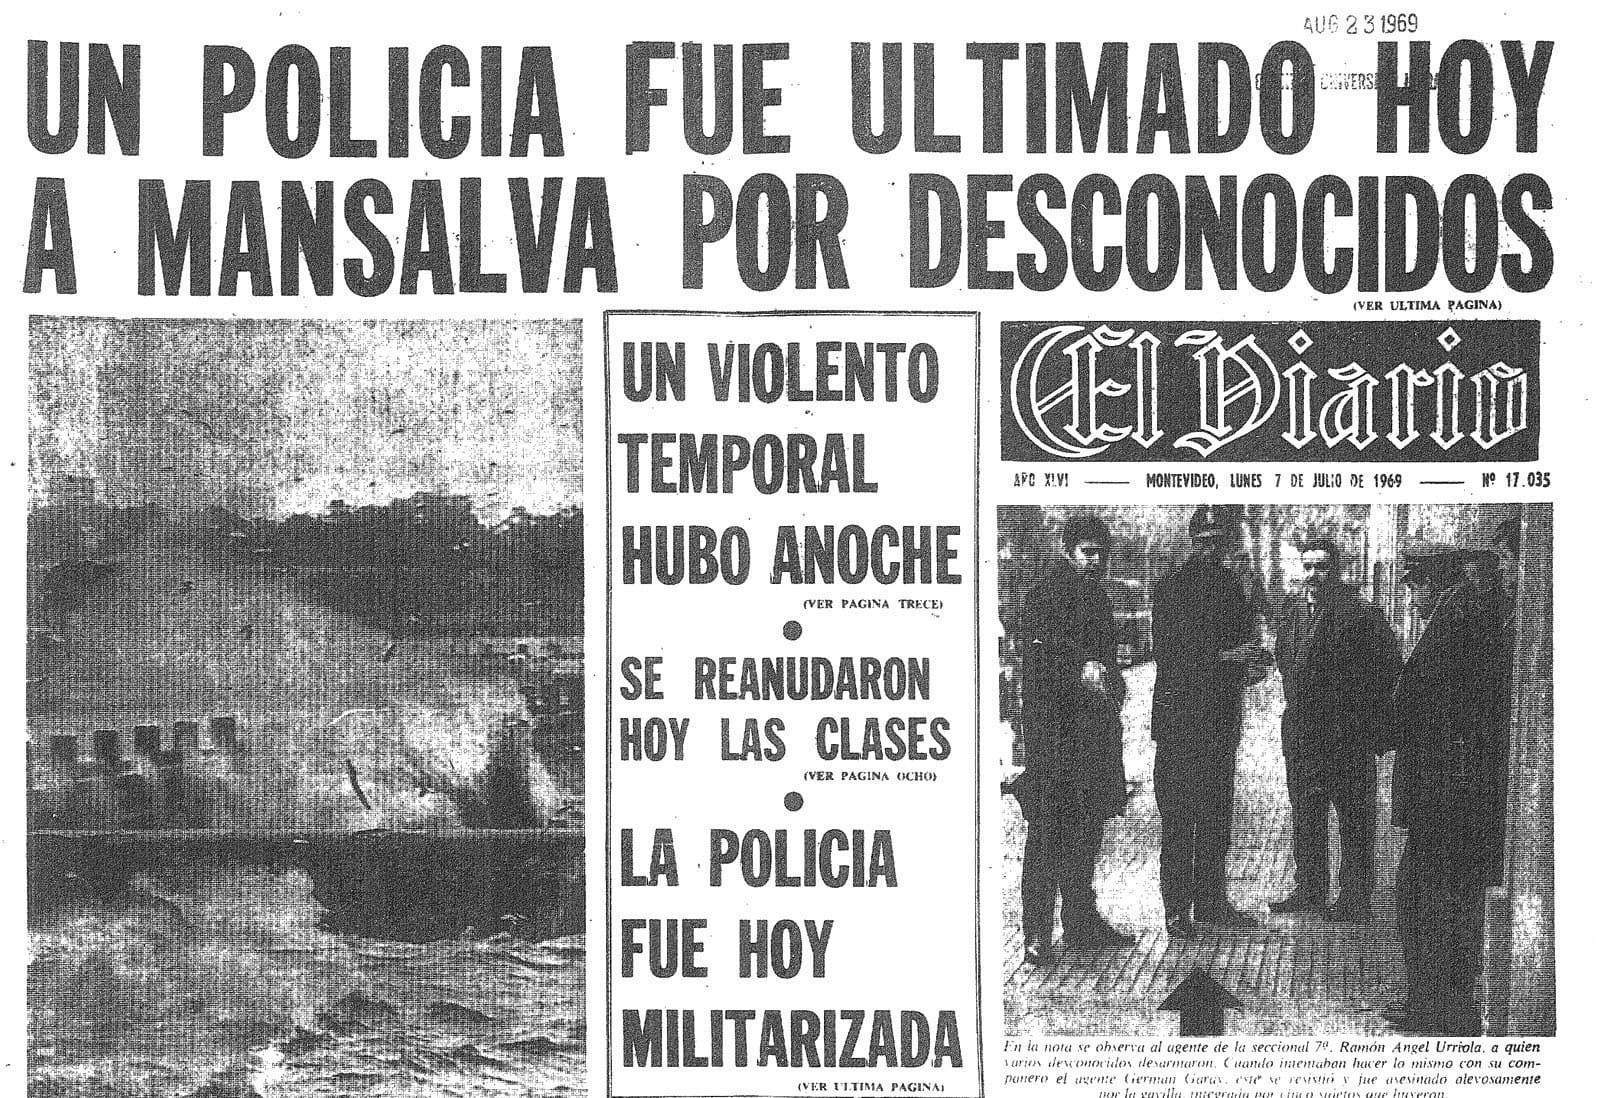 AUG 23 1969
UN POLICIA FUE ULTIMADO HOY
A MANSALVA POR DESCONOCIDOS
(VER ULTIMA PAGINA)
UN VIOLENTO
TEMPORAL
HUBO ANOCHE
(VER PAGINA TRECE)
SE REANUDARON
HOY LAS CLASES
(VER PAGINA OCHO)
LA POLICIA
FUE HOY
MILITARIZADA
(VER ULTIMA PAGINA)
El Diario
AÑO XLVI — MONTEVIDEO, LUNES 7 DE JULIO DE 1969 — Nº 17.035
En la nota se observa al agente de la seccional 7ª, Ramón Angel Urriola, a quien
varios desconocidos desarmaron. Cuando intentaban hacer lo mismo con su com-
panero el agente German Garay, éste se resistió y fue asesinado alevosamente
por la gavilla, integrada por cinco sujetos que huyeron.